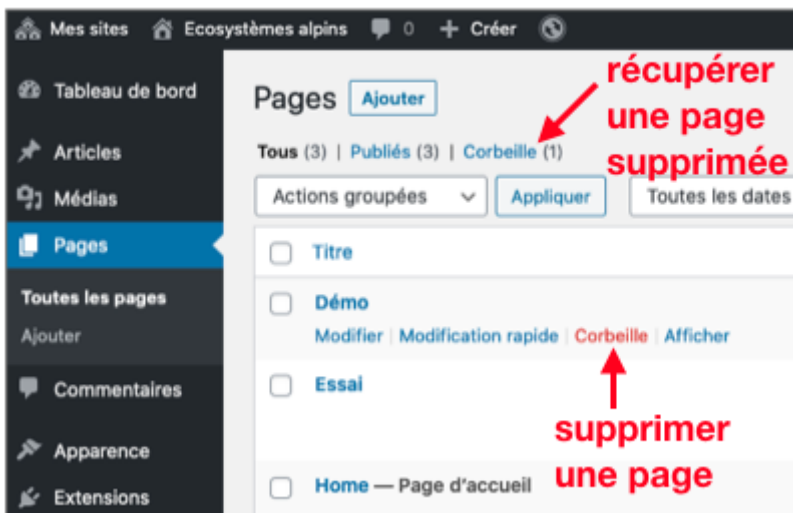 Mes sites Ecosystèmes alpins 0 + Créer
Tableau de bord
Articles
Médias
Pages
Toutes les pages
Ajouter
Commentaires
Apparence
Extensions
Pages Ajouter
Tous (3) | Publiés (3) | Corbeille (1)
récupérer
une page
supprimée
Actions groupées Appliquer Toutes les dates
Titre
Démo
Modifier | Modification rapide | Corbeille | Afficher
Essai
supprimer
une page
Home — Page d'accueil